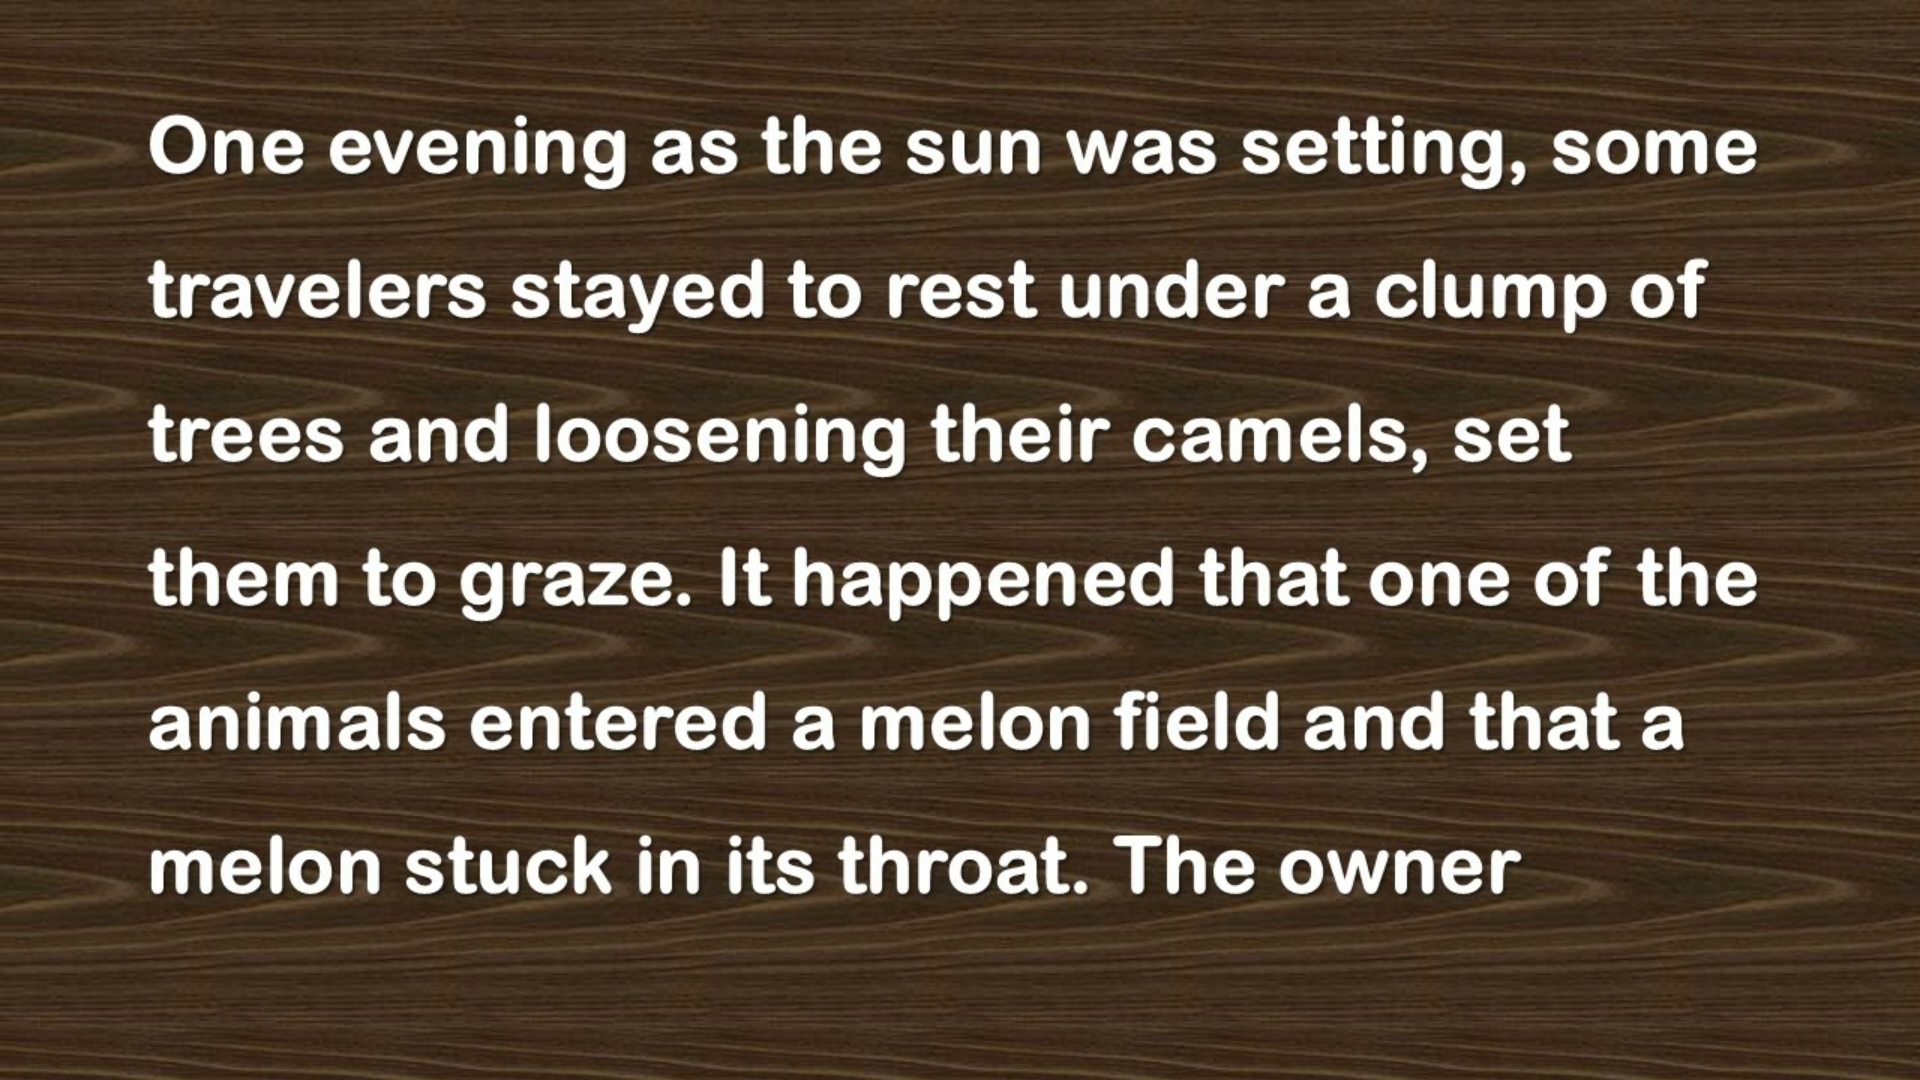 One evening as the sun was setting, some
travelers stayed to rest under a clump of
trees and loosening their camels, set
them to graze. It happened that one of the
animals entered a melon field and that a
melon stuck in its throat. The owner